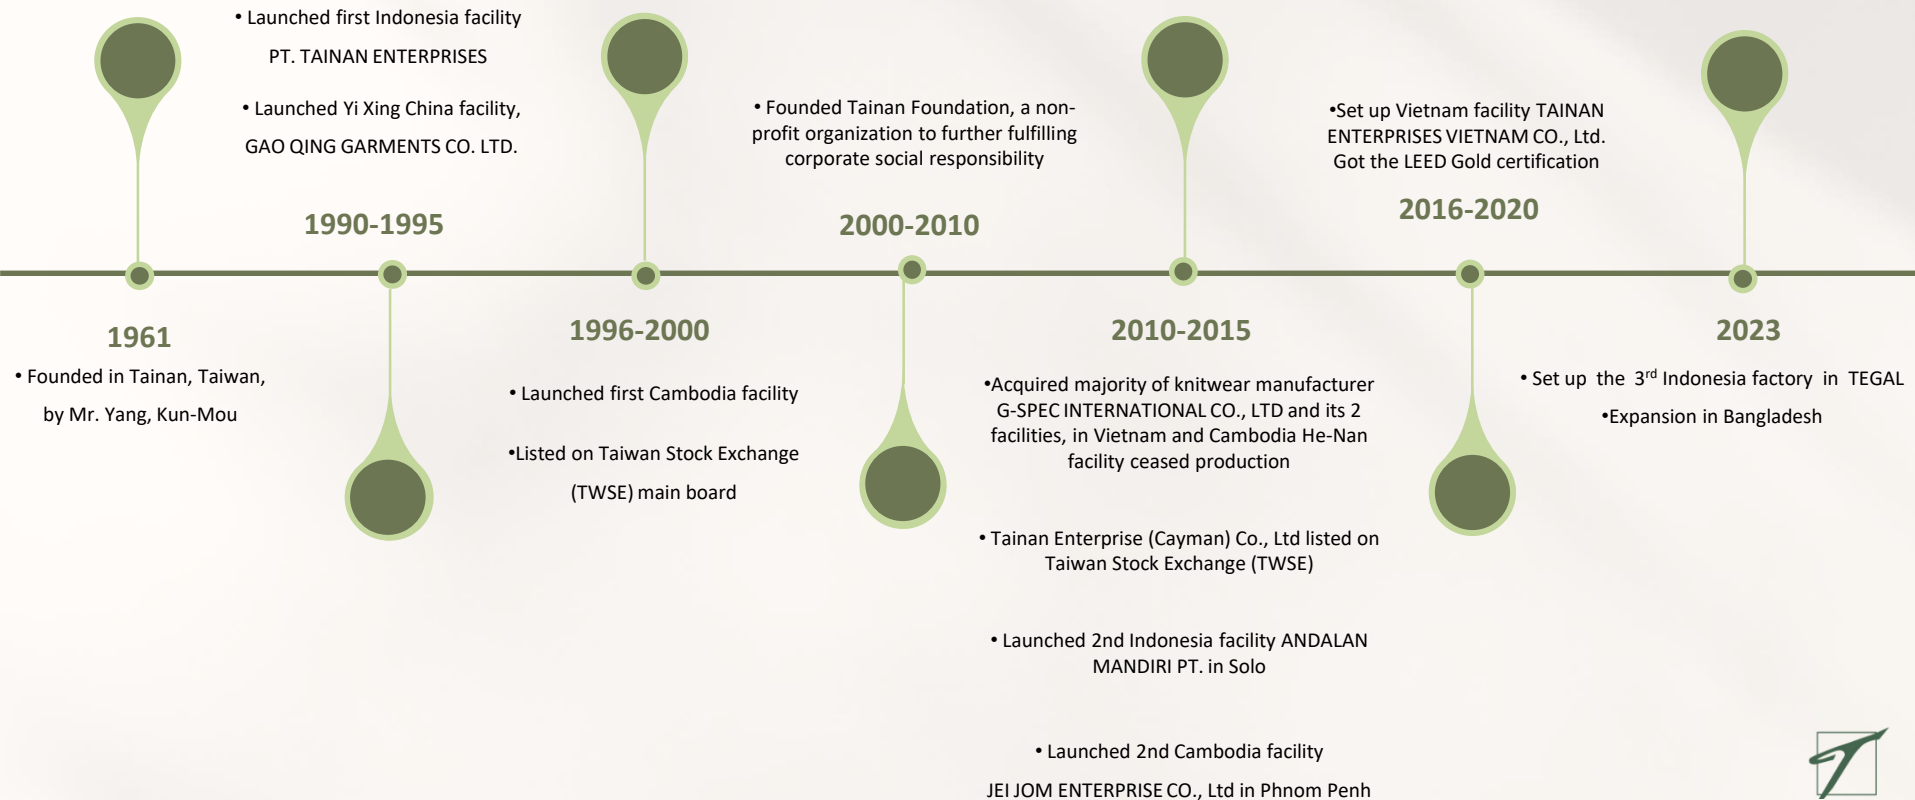 1961
• Founded in Tainan, Taiwan,
by Mr. Yang, Kun-Mou
• Launched first Indonesia facility
PT. TAINAN ENTERPRISES
• Launched Yi Xing China facility,
GAO QING GARMENTS CO. LTD.
1990-1995
1996-2000
• Launched first Cambodia facility
•Listed on Taiwan Stock Exchange
(TWSE) main board
• Founded Tainan Foundation, a non-
profit organization to further fulfilling
corporate social responsibility
2000-2010
2010-2015
•Acquired majority of knitwear manufacturer
G-SPEC INTERNATIONAL CO., LTD and its 2
facilities, in Vietnam and Cambodia He-Nan
facility ceased production
• Tainan Enterprise (Cayman) Co., Ltd listed on
Taiwan Stock Exchange (TWSE)
• Launched 2nd Indonesia facility ANDALAN
MANDIRI PT. in Solo
• Launched 2nd Cambodia facility
JEI JOM ENTERPRISE CO., Ltd in Phnom Penh
•Set up Vietnam facility TAINAN
ENTERPRISES VIETNAM CO., Ltd.
Got the LEED Gold certification
2016-2020
2023
• Set up the 3rd Indonesia factory in TEGAL
•Expansion in Bangladesh